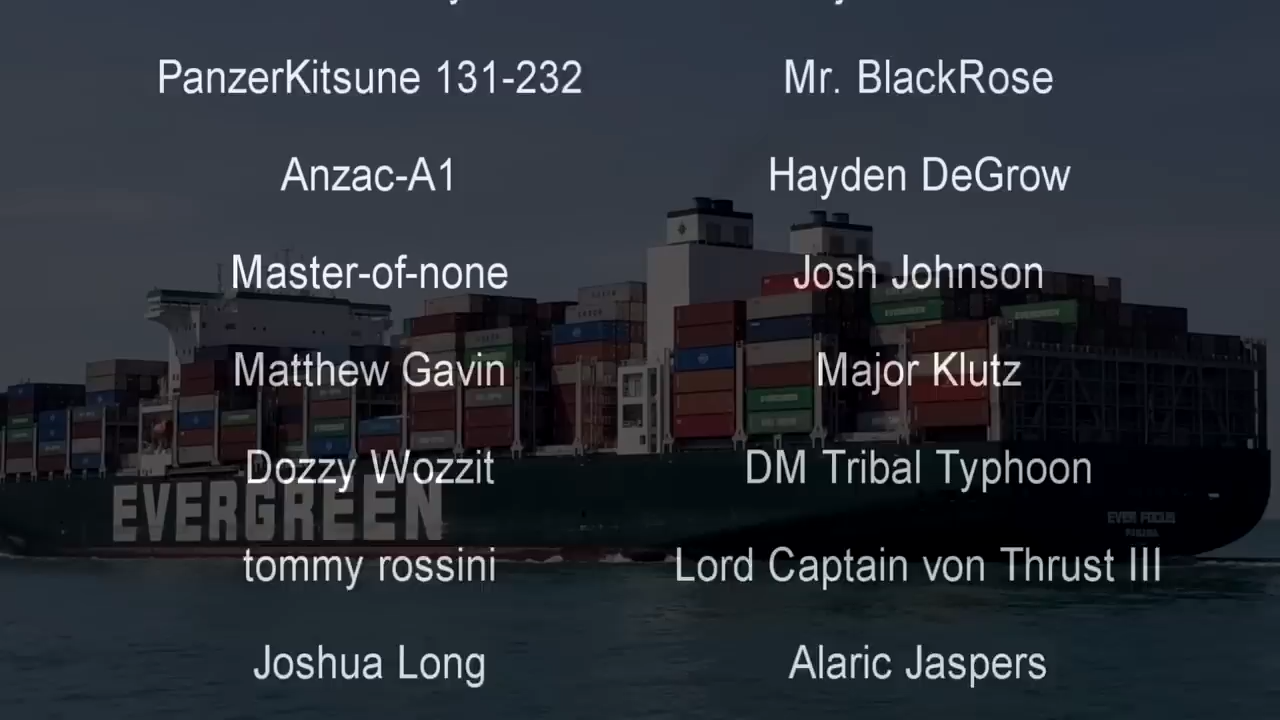 PanzerKitsune 131-232
Mr. BlackRose
Anzac-A1
Hayden DeGrow
Master-of-none
Josh Johnson
Matthew Gavin
Major Klutz
Dozzy Wozzit
DM Tribal Typhoon
EVERGREEN
EVER FOCUS
PANAMA
tommy rossini
Lord Captain von Thrust III
Joshua Long
Alaric Jaspers